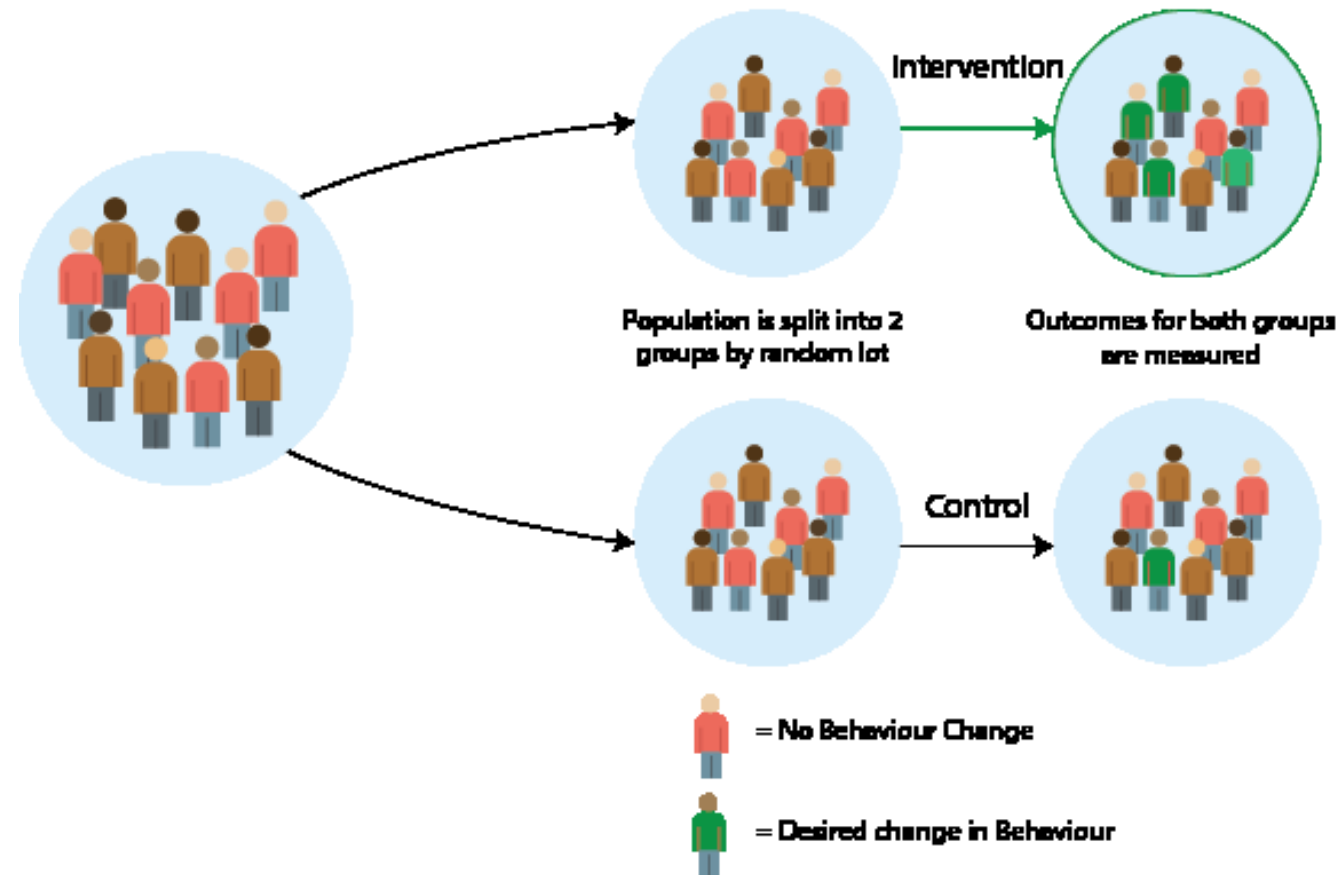 Intervention
Population is split into 2
groups by random lot
Outcomes for both groups
are measured
Control
= No Behaviour Change
= Desired change in Behaviour